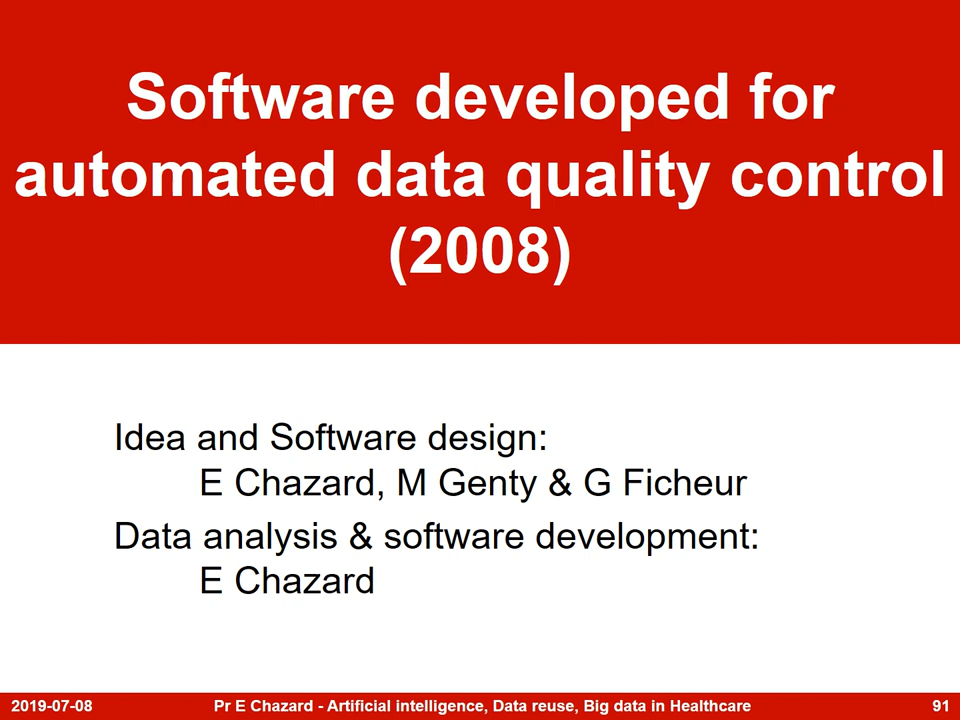 Software developed for
automated data quality control
(2008)
Idea and Software design:
E Chazard, M Genty & G Ficheur
Data analysis & software development:
E Chazard
2019-07-08 Pr E Chazard - Artificial intelligence, Data reuse, Big data in Healthcare 91